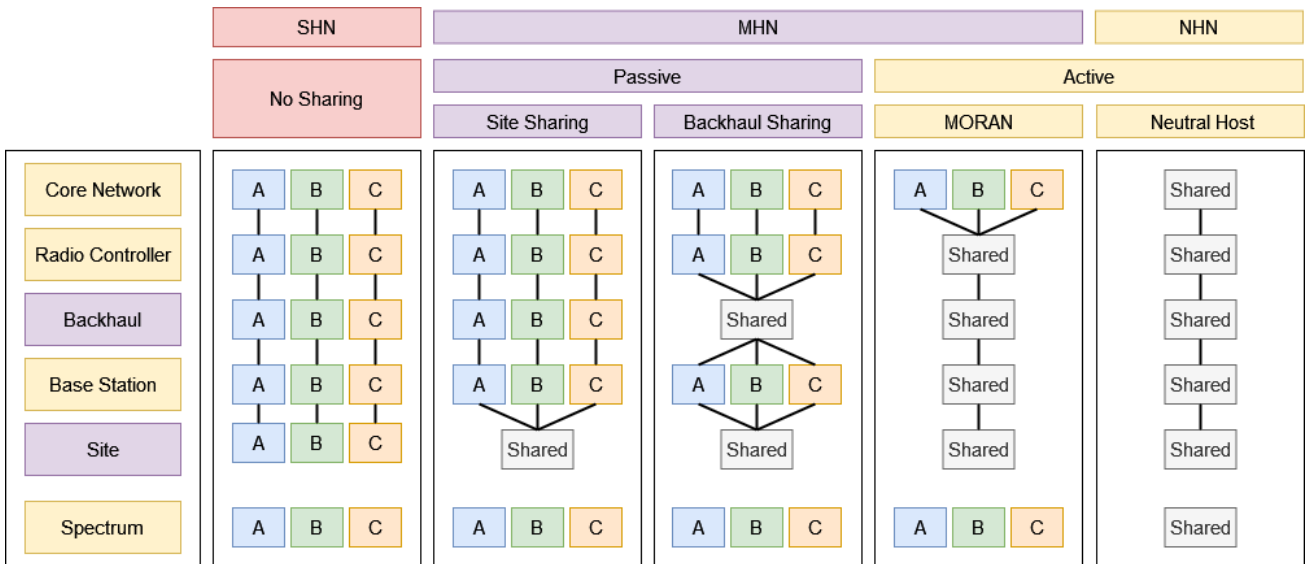 SHN MHN NHN
No Sharing Passive Active
Site Sharing Backhaul Sharing MORAN Neutral Host
Core Network A B C A B C A B C A B C Shared
Radio Controller A B C A B C A B C Shared Shared
Backhaul A B C A B C Shared Shared Shared
Base Station A B C A B C A B C Shared Shared
Site A B C Shared Shared Shared Shared
Spectrum A B C A B C A B C A B C Shared